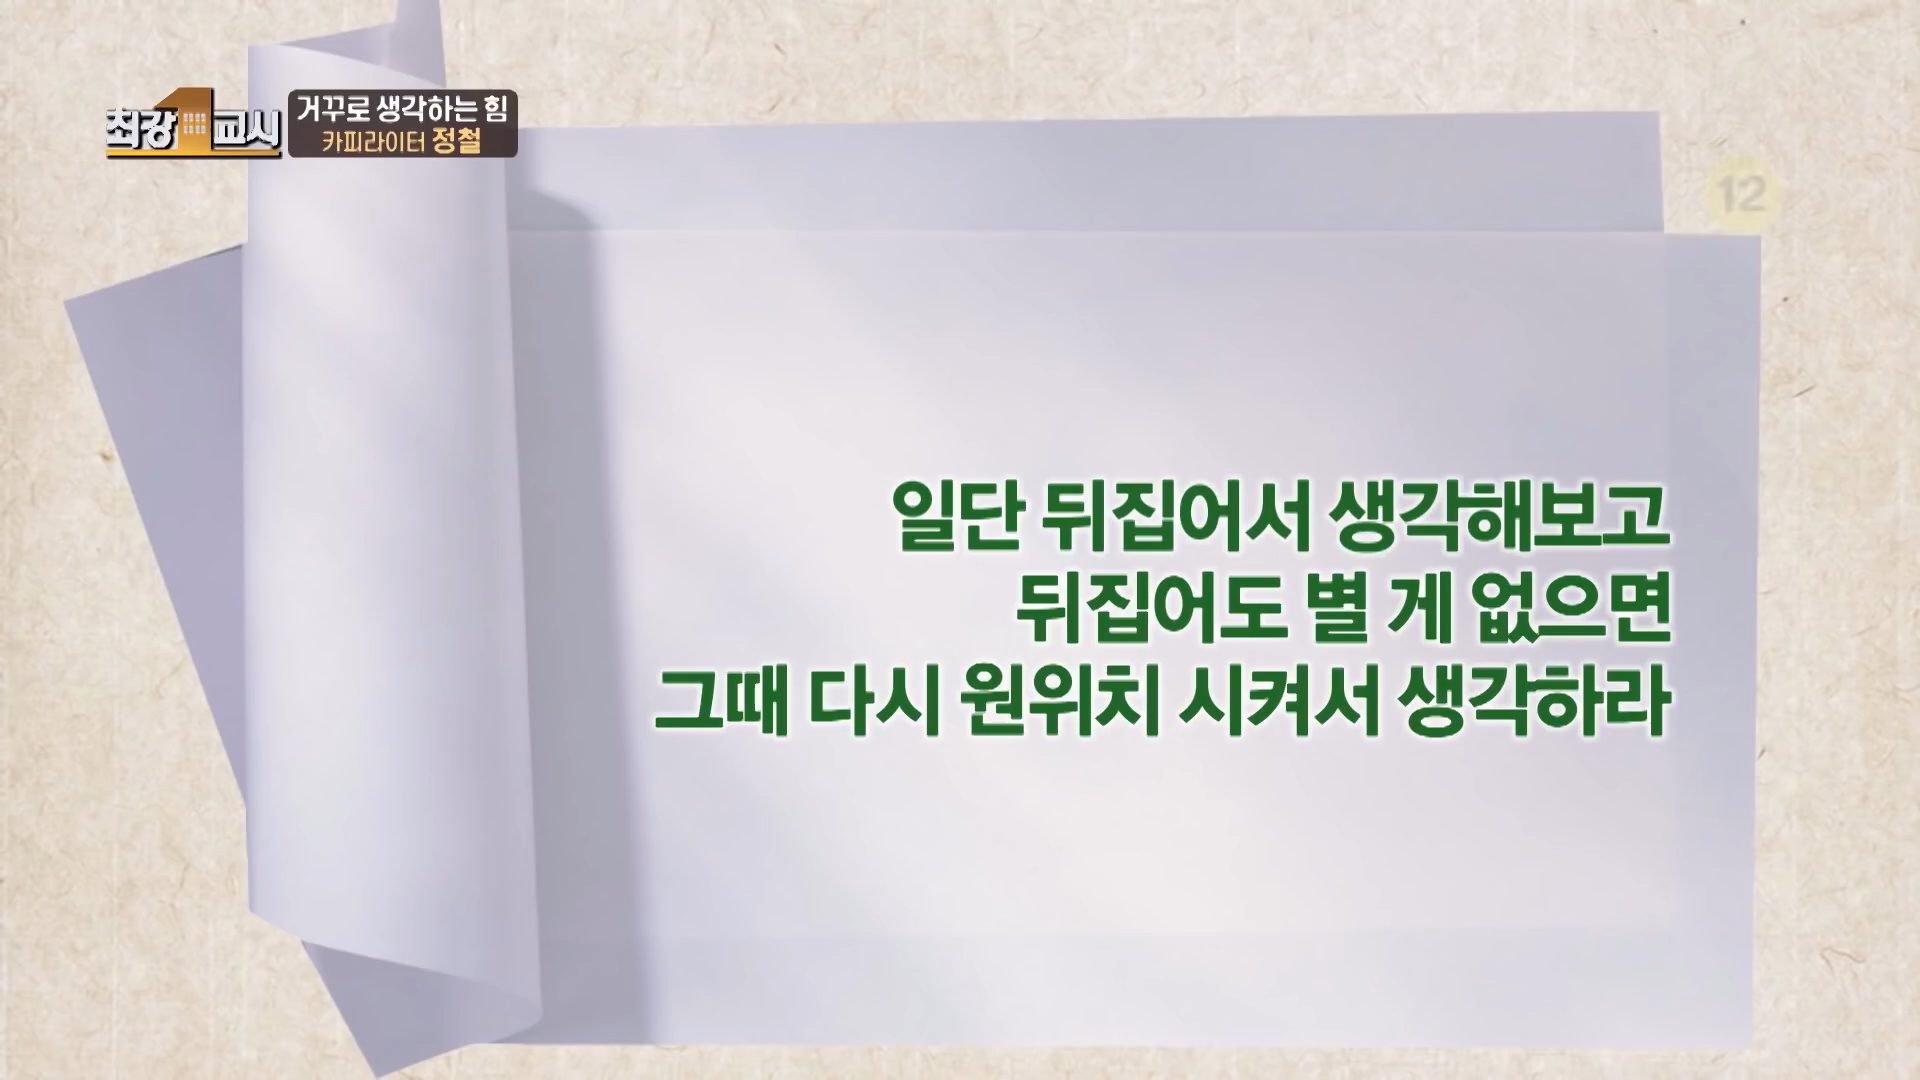 최강1교시
거꾸로 생각하는 힘
카피라이터 정철
12
일단 뒤집어서 생각해보고
뒤집어도 별 게 없으면
그때 다시 원위치 시켜서 생각하라